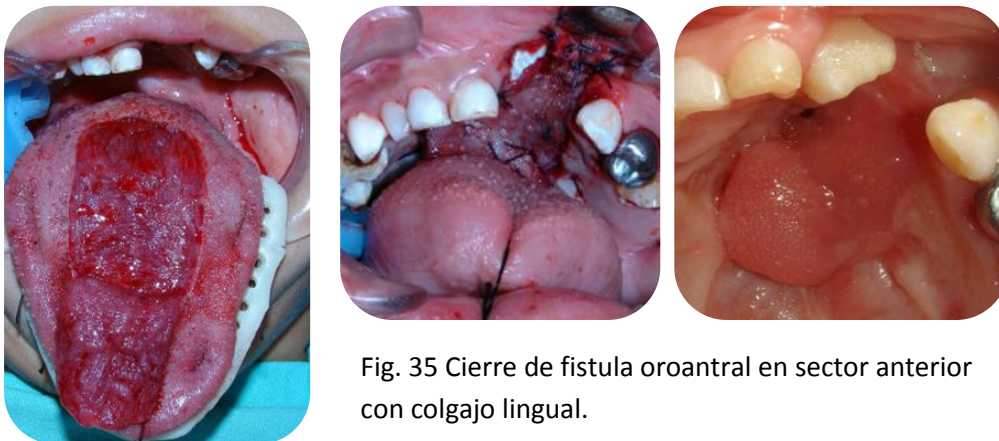 Fig. 35 Cierre de fistula oroantral en sector anterior
con colgajo lingual.